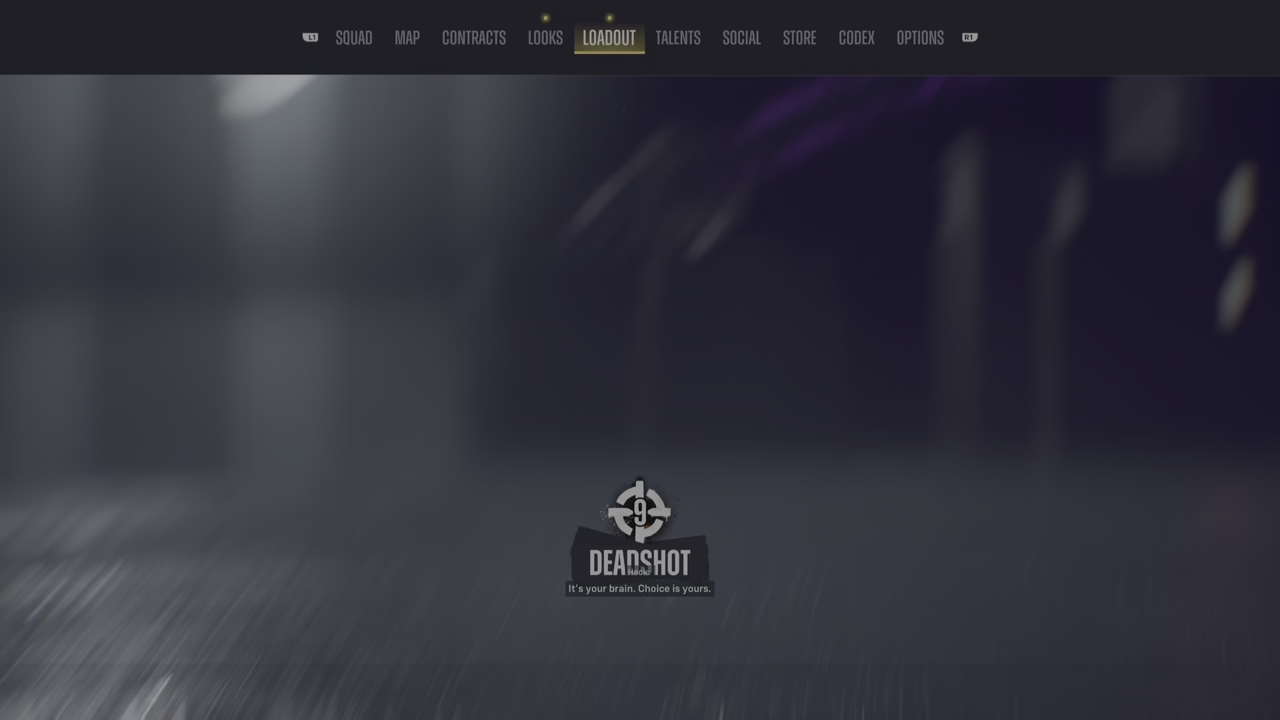 L1 SQUAD MAP CONTRACTS LOOKS LOADOUT TALENTS SOCIAL STORE CODEX OPTIONS R1
9
DEADSHOT
Hack:
It's your brain. Choice is yours.